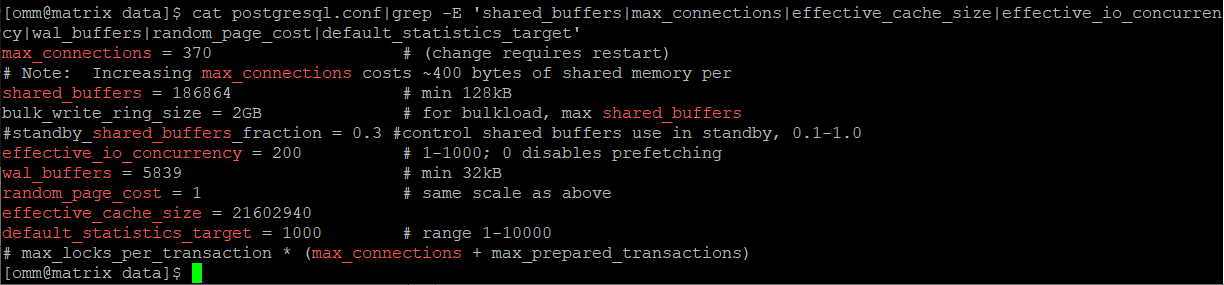 [omm@matrix data]$ cat postgresql.conf|grep -E 'shared_buffers|max_connections|effective_cache_size|effective_io_concurren
cy|wal_buffers|random_page_cost|default_statistics_target'
max_connections = 370 # (change requires restart)
# Note:  Increasing max_connections costs ~400 bytes of shared memory per
shared_buffers = 186864 # min 128kB
bulk_write_ring_size = 2GB # for bulkload, max shared_buffers
#standby_shared_buffers_fraction = 0.3 #control shared buffers use in standby, 0.1-1.0
effective_io_concurrency = 200 # 1-1000; 0 disables prefetching
wal_buffers = 5839 # min 32kB
random_page_cost = 1 # same scale as above
effective_cache_size = 21602940
default_statistics_target = 1000 # range 1-10000
# max_locks_per_transaction * (max_connections + max_prepared_transactions)
[omm@matrix data]$